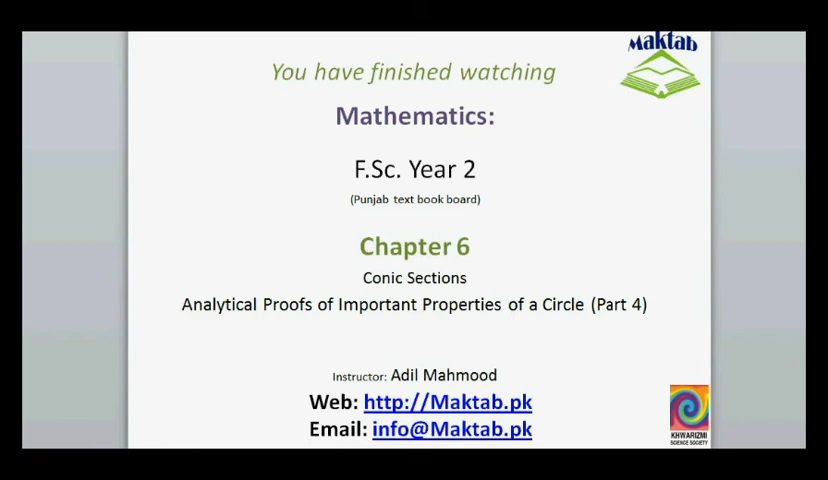 Maktab
You have finished watching
Mathematics:
F.Sc. Year 2
(Punjab text book board)
Chapter 6
Conic Sections
Analytical Proofs of Important Properties of a Circle (Part 4)
Instructor: Adil Mahmood
Web: http://Maktab.pk
Email: info@Maktab.pk
KHWARIZMI
SCIENCE SOCIETY